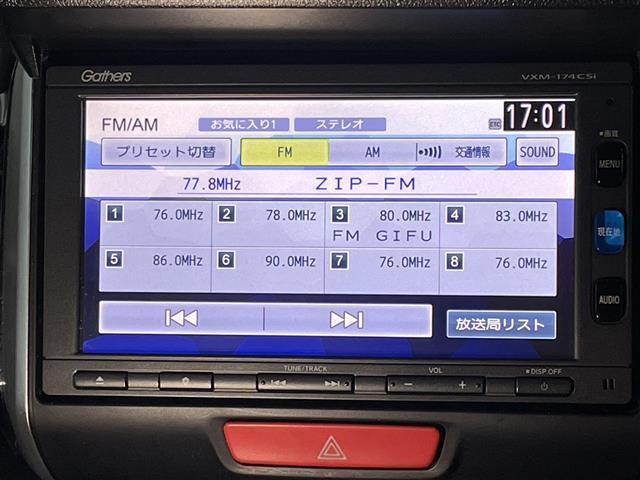 Gathers VXM-174CSi
FM/AM お気に入り1 ステレオ ETC 17:01
プリセット切替 FM AM 交通情報 SOUND
77.8MHz ZIP-FM
1 76.0MHz 2 78.0MHz 3 80.0MHz 4 83.0MHz
FM GIFU
5 86.0MHz 6 90.0MHz 7 76.0MHz 8 76.0MHz
放送局リスト
画質
MENU
現在地
AUDIO
TUNE/TRACK VOL DISP OFF